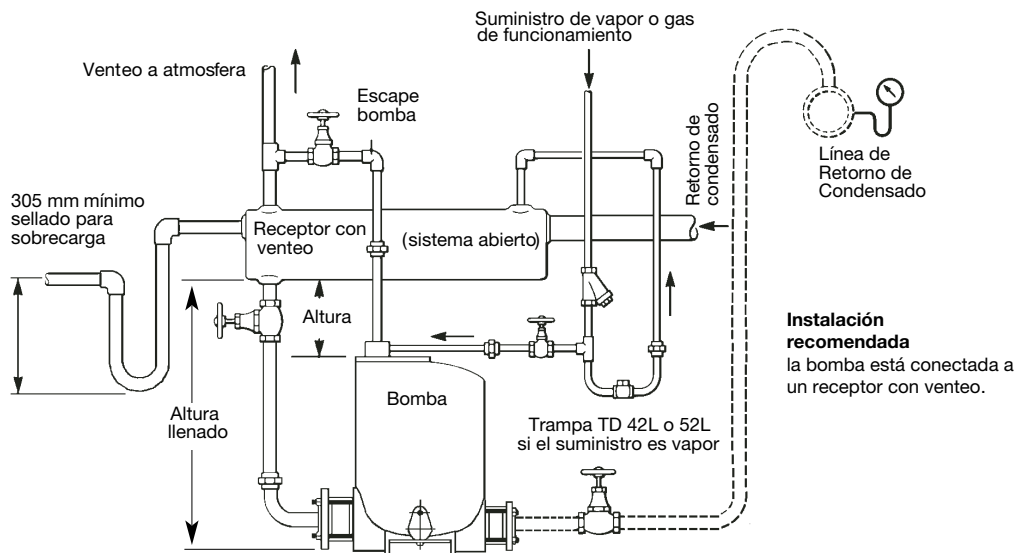 Suministro de vapor o gas
de funcionamiento
Venteo a atmosfera
Escape
bomba
Retorno de
condensado
Línea de
Retorno de
Condensado
305 mm mínimo
sellado para
sobrecarga
Receptor con
venteo
(sistema abierto)
Altura
Instalación
recomendada
la bomba está conectada a
un receptor con venteo.
Bomba
Altura
llenado
Trampa TD 42L o 52L
si el suministro es vapor